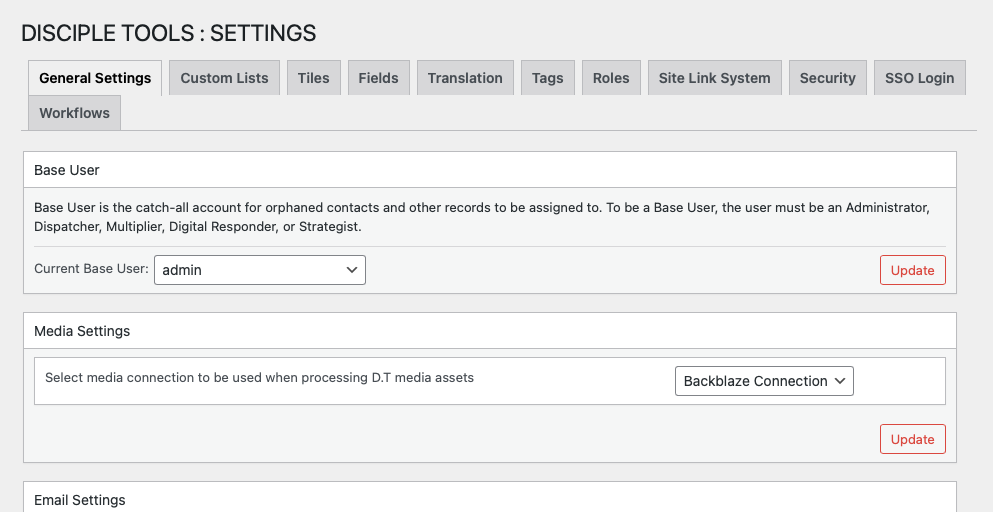 DISCIPLE TOOLS : SETTINGS
General Settings Custom Lists Tiles Fields Translation Tags Roles Site Link System Security SSO Login
Workflows
Base User
Base User is the catch-all account for orphaned contacts and other records to be assigned to. To be a Base User, the user must be an Administrator,
Dispatcher, Multiplier, Digital Responder, or Strategist.
Current Base User: admin Update
Media Settings
Select media connection to be used when processing D.T media assets Backblaze Connection
Update
Email Settings